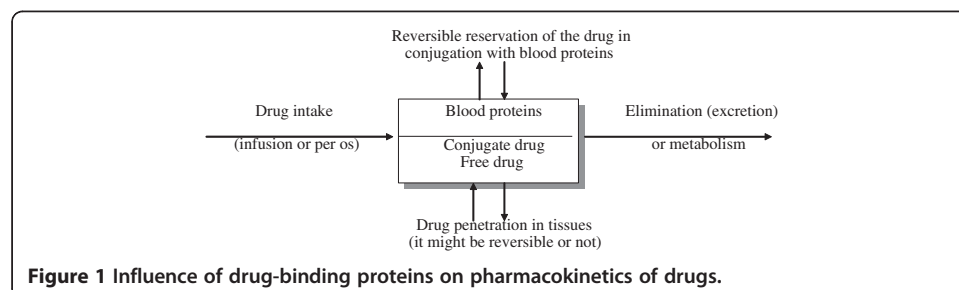 Reversible reservation of the drug in
conjugation with blood proteins
Drug intake
(infusion or per os)
Blood proteins
Conjugate drug
Free drug
Elimination (excretion)
or metabolism
Drug penetration in tissues
(it might be reversible or not)
Figure 1 Influence of drug-binding proteins on pharmacokinetics of drugs.